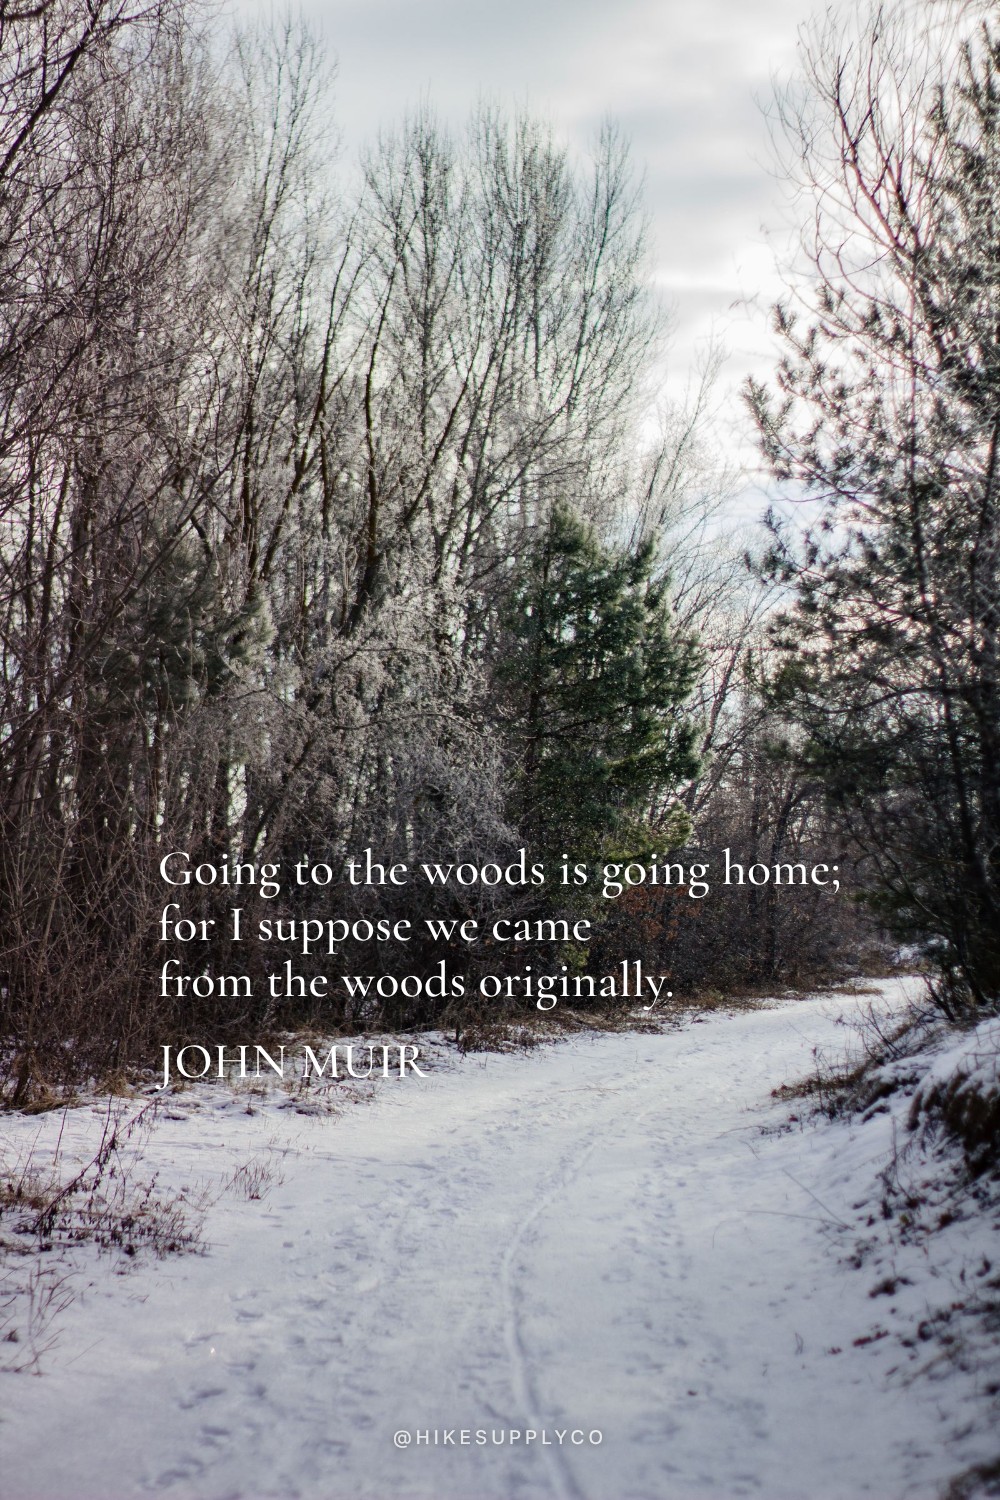 Going to the woods is going home;
for I suppose we came
from the woods originally.
JOHN MUIR
@HIKESUPPLYCO